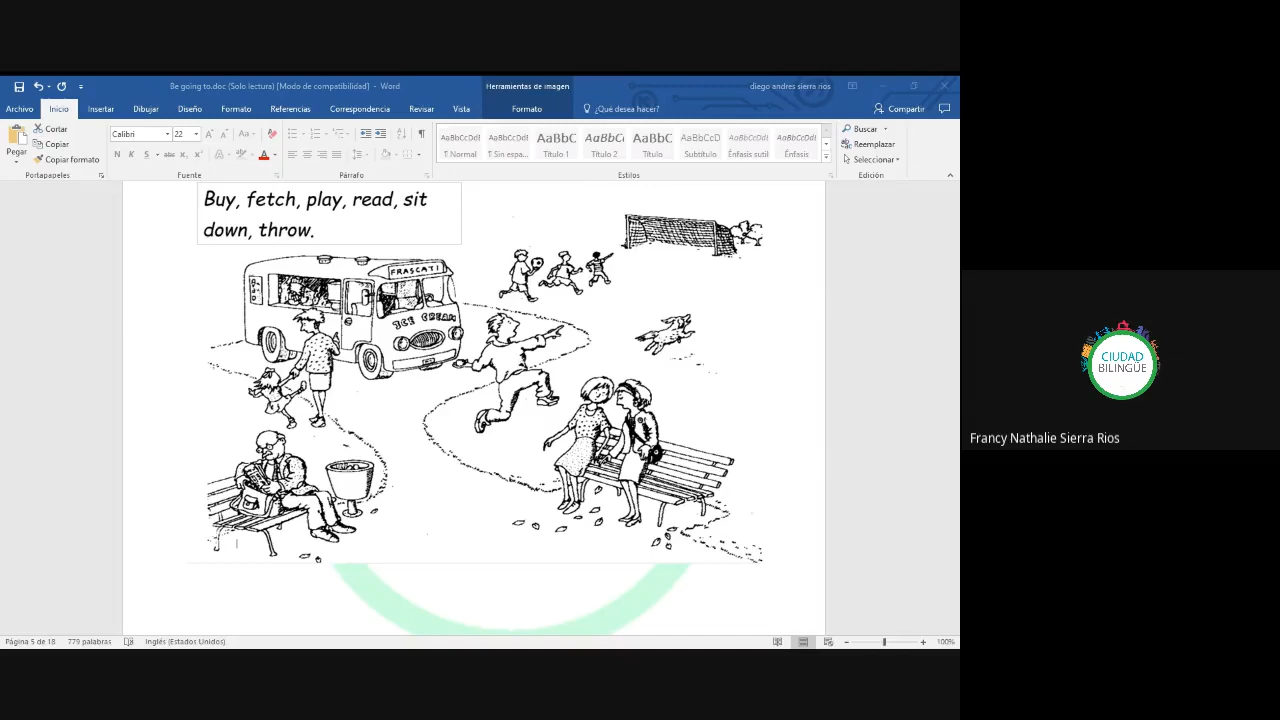 Be going to.doc (Solo lectura) [Modo de compatibilidad] - Word
Herramientas de imagen
diego andres sierra rios
Archivo
Inicio
Insertar
Dibujar
Diseño
Formato
Referencias
Correspondencia
Revisar
Vista
Formato
¿Qué desea hacer?
Compartir
Pegar
Cortar
Copiar
Copiar formato
Portapapeles
Calibri
22
N K S abc x₂ x²
Fuente
Párrafo
AaBbCcDdI
¶ Normal
AaBbCcDdI
¶ Sin espa...
AaBbC
Título 1
AaBbCc
Título 2
AaBbC
Título
AaBbCcD
Subtítulo
AaBbCcDdI
Énfasis sutil
AaBbCcDdI
Énfasis
Estilos
Buscar
Reemplazar
Seleccionar
Edición
Buy, fetch, play, read, sit
down, throw.
FRASCATI
ICE CREAM
CIUDAD
BILINGÜE
Francy Nathalie Sierra Rios
Página 5 de 18
779 palabras
Inglés (Estados Unidos)
100%